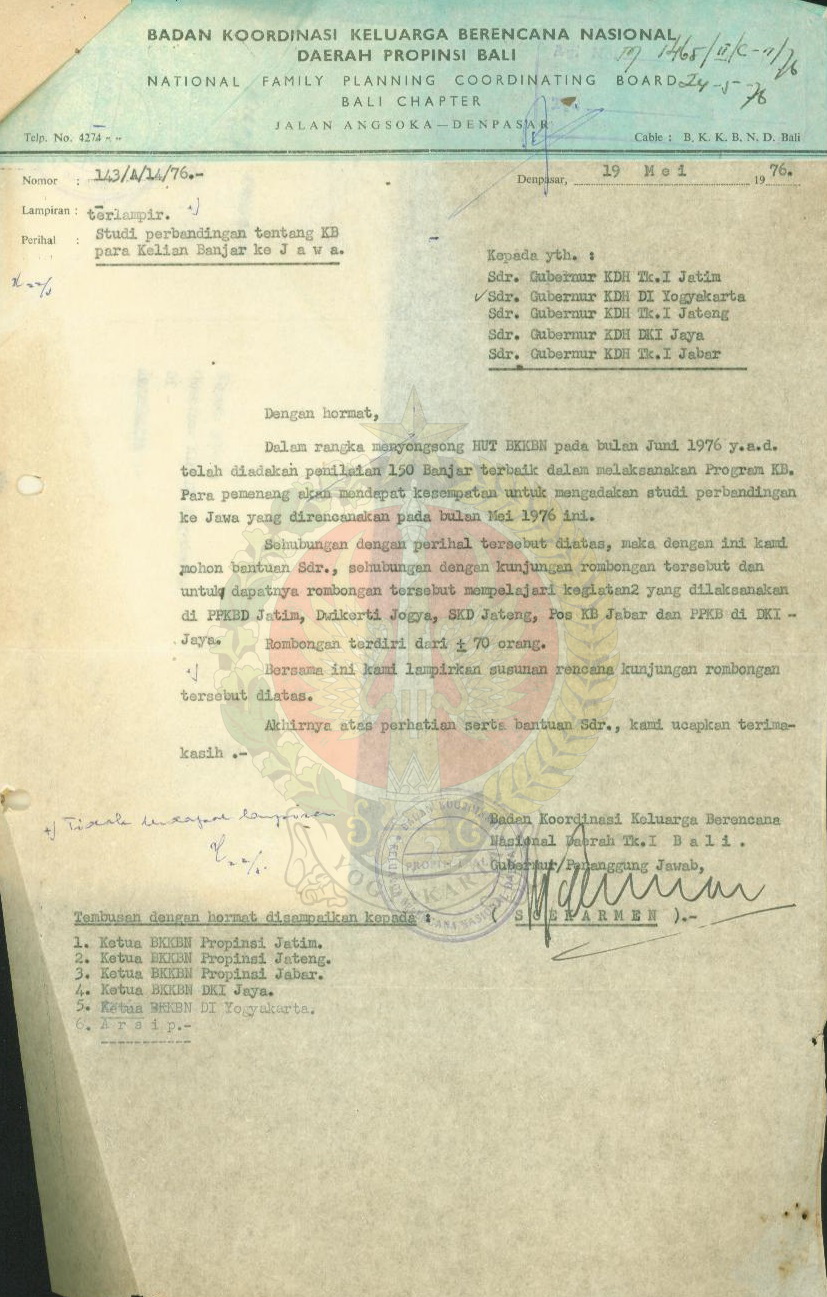 BADAN KOORDINASI KELUARGA BERENCANA NASIONAL
DAERAH PROPINSI BALI
NATIONAL FAMILY PLANNING COORDINATING BOARD
BALI CHAPTER
JALAN ANGSOKA—DENPASAR
1465/II/C-
24-5-76
Telp. No. 4274
Cable : B. K. K. B. N. D. Bali
Nomor : 143/A/14/76.-
Denpasar, 19 Mei 1976.
Lampiran : terlampir.
Perihal : Studi perbandingan tentang KB
para Kelian Banjar ke J a w a.
Kepada yth. :
Sdr. Gubernur KDH Tk.I Jatim
✓Sdr. Gubernur KDH DI Yogyakarta
Sdr. Gubernur KDH Tk.I Jateng
Sdr. Gubernur KDH DKI Jaya
Sdr. Gubernur KDH Tk.I Jabar
Dengan hormat,
Dalam rangka menyongsong HUT BKKBN pada bulan Juni 1976 y.a.d.
telah diadakan penilaian 150 Banjar terbaik dalam melaksanakan Program KB.
Para pemenang akan mendapat kesempatan untuk mengadakan studi perbandingan
ke Jawa yang direncanakan pada bulan Mei 1976 ini.
Sehubungan dengan perihal tersebut diatas, maka dengan ini kami
mohon bantuan Sdr., sehubungan dengan kunjungan rombongan tersebut dan
untuk dapatnya rombongan tersebut mempelajari kegiatan2 yang dilaksanakan
di PPKBD Jatim, Dwikerti Jogya, SKD Jateng, Pos KB Jabar dan PPKB di DKI -
Jaya. Rombongan terdiri dari ± 70 orang.
Bersama ini kami lampirkan susunan rencana kunjungan rombongan
tersebut diatas.
Akhirnya atas perhatian serta bantuan Sdr., kami ucapkan terima-
kasih .-
Badan Koordinasi Keluarga Berencana
Nasional Daerah Tk.I B a l i .
Gubernur/Penanggung Jawab,
( S O E K A R M E N ).-
YOGYAKARTA
PROPINSI BALI
Tembusan dengan hormat disampaikan kepada :
1. Ketua BKKBN Propinsi Jatim.
2. Ketua BKKBN Propinsi Jateng.
3. Ketua BKKBN Propinsi Jabar.
4. Ketua BKKBN DKI Jaya.
5. Ketua BKKBN DI Yogyakarta.
6. A r s i p.-